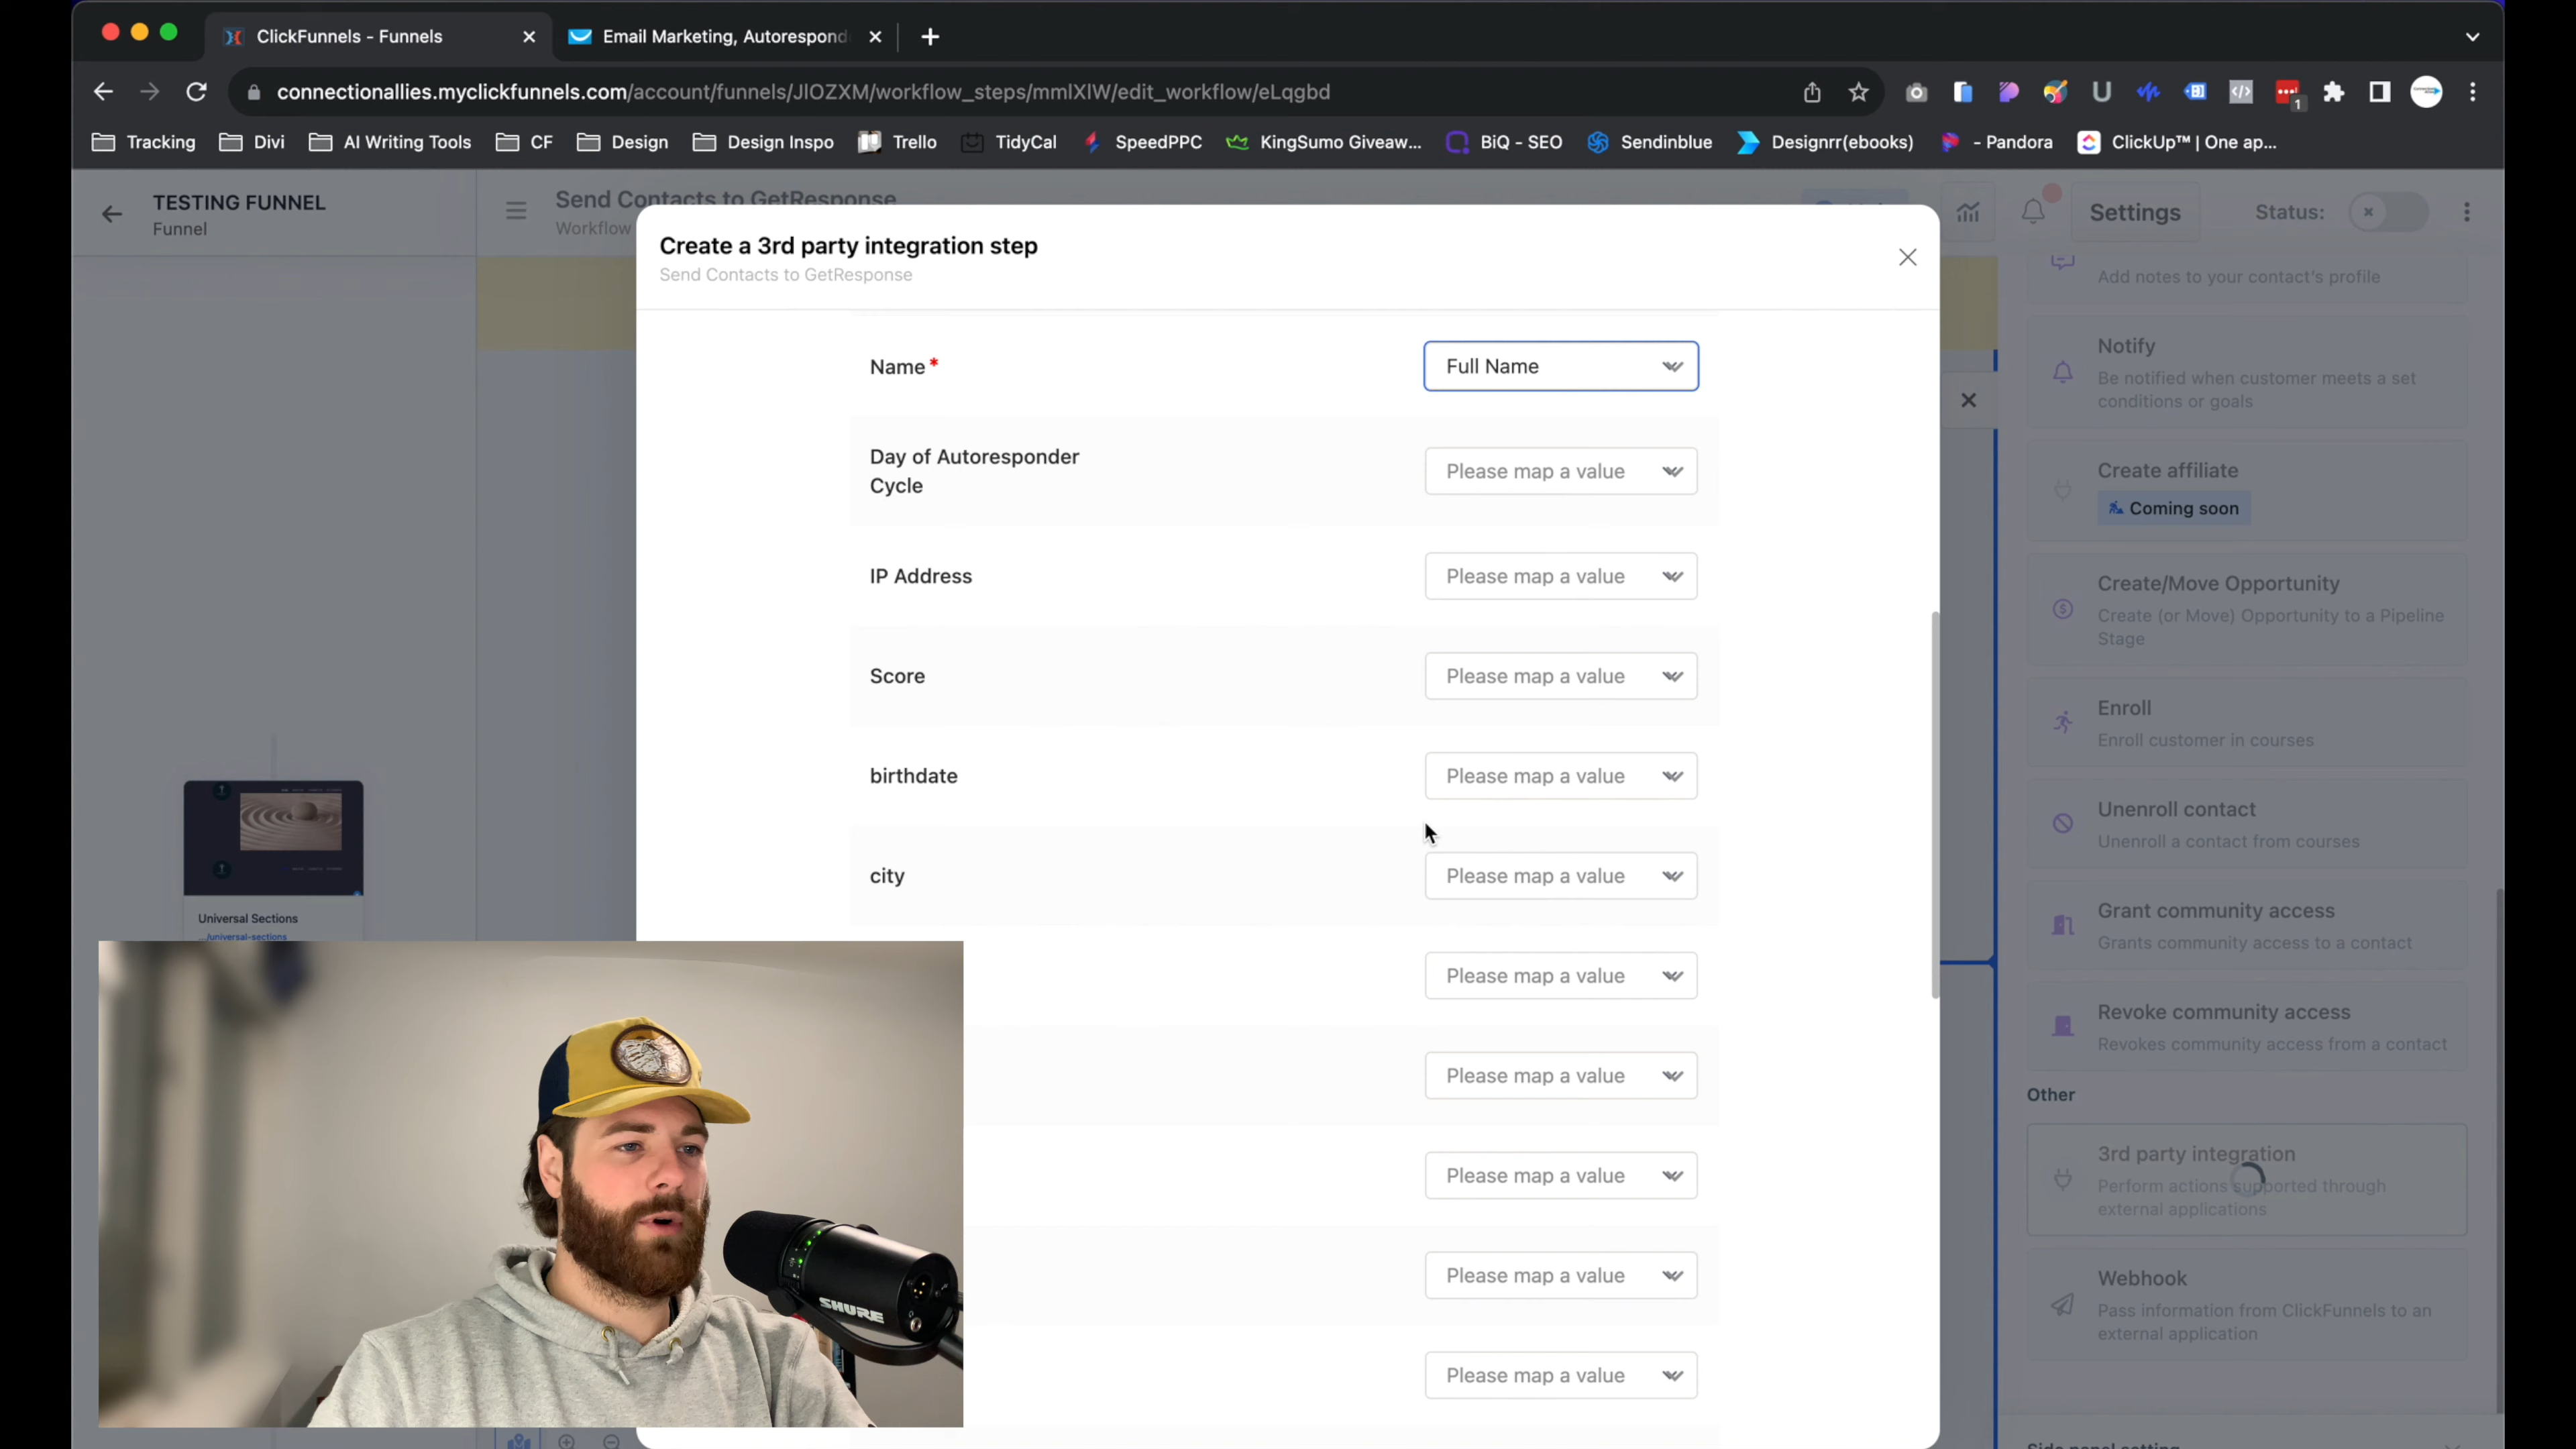 ClickFunnels - Funnels
Email Marketing, Autorespond
connectionallies.myclickfunnels.com/account/funnels/JlOZXM/workflow_steps/mmlXlW/edit_workflow/eLqgbd
1
Tracking
Divi
AI Writing Tools
CF
Design
Design Inspo
Trello
TidyCal
SpeedPPC
KingSumo Giveaw...
BiQ - SEO
Sendinblue
Designrr(ebooks)
- Pandora
ClickUp™ | One ap...
TESTING FUNNEL
Funnel
Send Contacts to GetResponse
Workflow
Settings
Status:
Create a 3rd party integration step
Send Contacts to GetResponse
Name*
Full Name
Day of Autoresponder
Cycle
Please map a value
IP Address
Please map a value
Score
Please map a value
birthdate
Please map a value
city
Please map a value
Please map a value
Please map a value
Please map a value
Please map a value
Please map a value
Universal Sections
.../universal-sections
SHURE
Add notes to your contact's profile
Notify
Be notified when customer meets a set
conditions or goals
Create affiliate
Coming soon
Create/Move Opportunity
Create (or Move) Opportunity to a Pipeline
Stage
Enroll
Enroll customer in courses
Unenroll contact
Unenroll a contact from courses
Grant community access
Grants community access to a contact
Revoke community access
Revokes community access from a contact
Other
3rd party integration
Perform actions supported through
external applications
Webhook
Pass information from ClickFunnels to an
external application